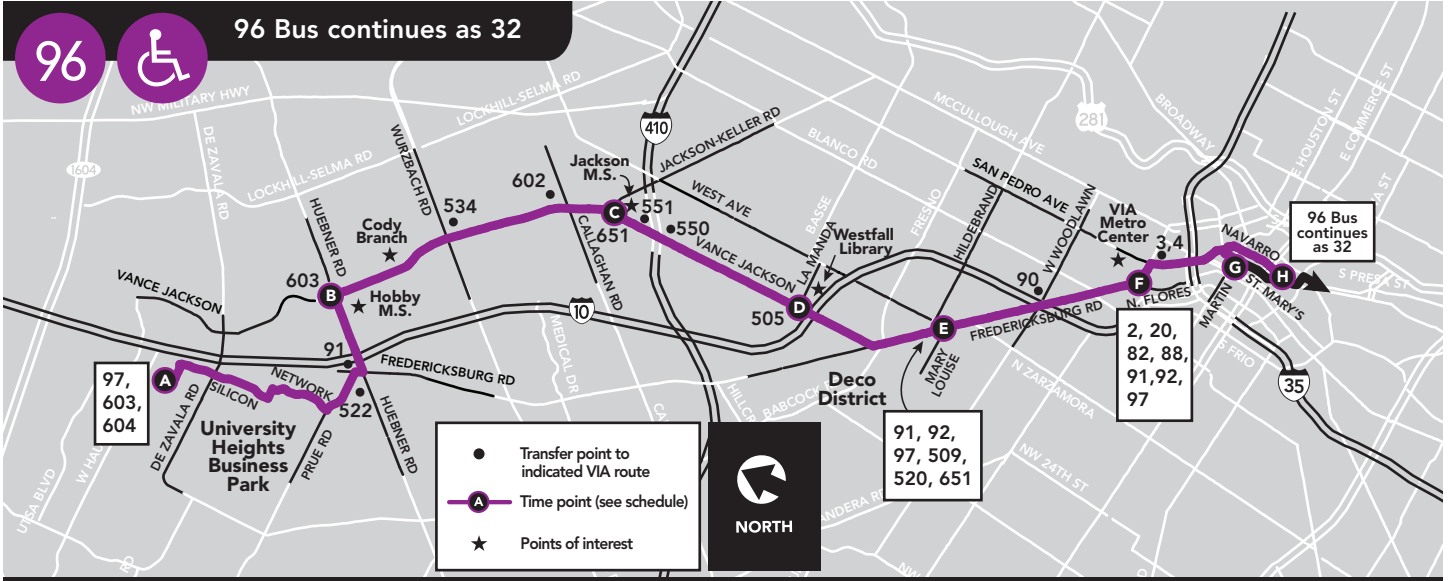 96
96 Bus continues as 32
NW MILITARY HWY
LOCKHILL-SELMA RD
DE ZAVALA RD
1604
LOCKHILL-SELMA RD
WURZBACH RD
HUEBNER RD
Cody
Branch
534
602
CALLAGHAN RD
410
Jackson
M.S.
JACKSON-KELLER RD
C
551
651
550
WEST AVE
VANCE JACKSON
BLANCO RD
MCCULLOUGH AVE
281
BROADWAY
E HOUSTON ST
E COMMERCE ST
SAN PEDRO AVE
BASSE
LA MANDA
Westfall
Library
FRESNO
HILDEBRAND
W WOODLAWN
VIA
Metro
Center
3,4
NAVARRO
96 Bus
continues
as 32
S PRESA ST
603
B
Hobby
M.S.
VANCE JACKSON
10
MEDICAL DR
D
505
90
F
N. FLORES
G
H
MARTIN
ST. MARY'S
E
FREDERICKSBURG RD
MARY
LOUISE
91
FREDERICKSBURG RD
A
97,
603,
604
SILICON
NETWORK
522
DE ZAVALA RD
University
Heights
Business
Park
PRUE RD
HUEBNER RD
UTSA BLVD
BABCOCK
Deco
District
N ZARZAMORA
S FRIO
35
2, 20,
82, 88,
91,92,
97
91, 92,
97, 509,
520, 651
NW 24TH ST
Transfer point to
indicated VIA route
A
Time point (see schedule)
Points of interest
NORTH